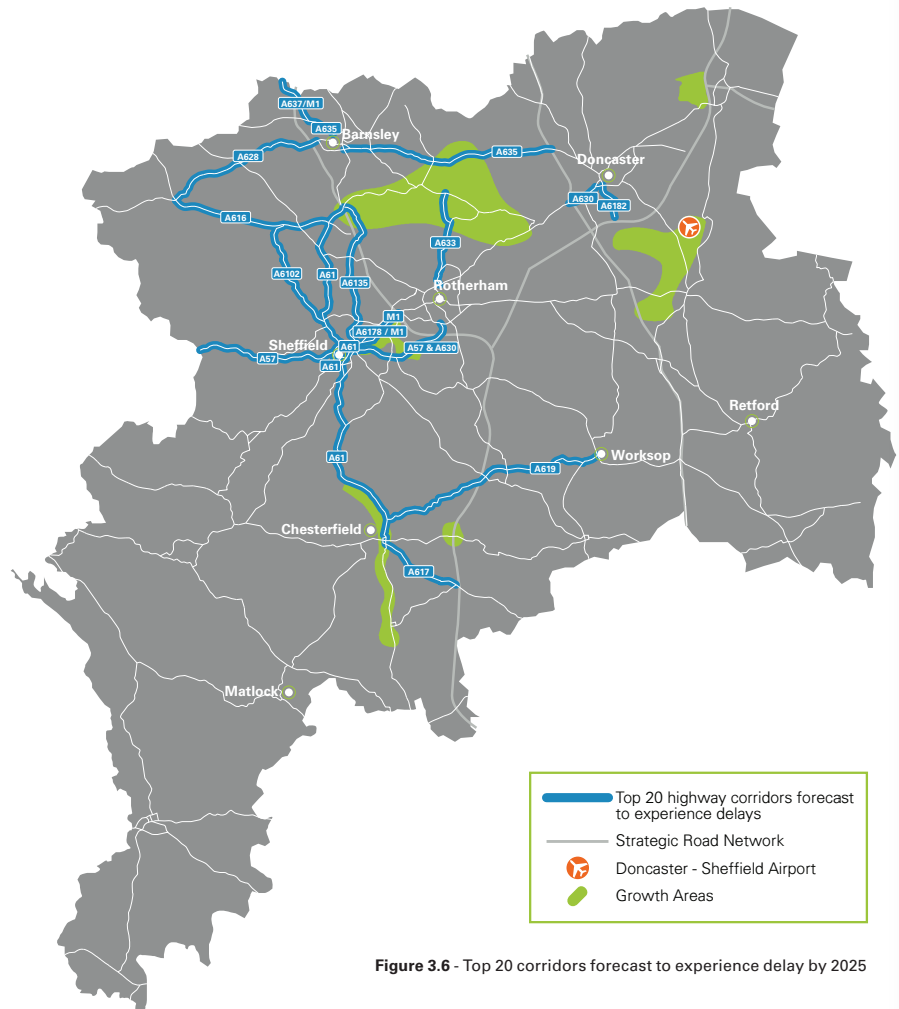 A637/M1
A635
Barnsley
A628
A635
Doncaster
A630
A6182
A616
A633
A6102
A61
A6135
Rotherham
M1
A6178 / M1
Sheffield
A61
A57 & A630
A57
A61
Retford
A61
A619
Worksop
Chesterfield
A617
Matlock
Top 20 highway corridors forecast
to experience delays
Strategic Road Network
Doncaster - Sheffield Airport
Growth Areas
Figure 3.6 - Top 20 corridors forecast to experience delay by 2025